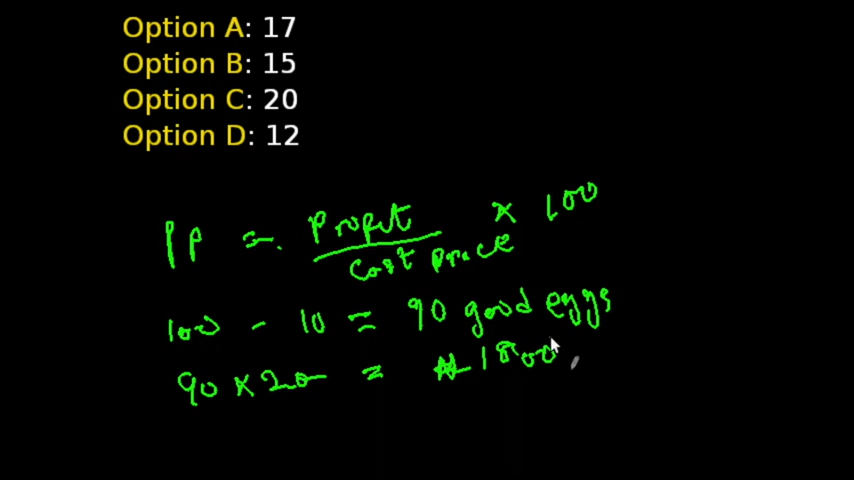 Option A: 17
Option B: 15
Option C: 20
Option D: 12
PP = Profit / Cost Price × 100
100 - 10 = 90 good eggs
90 × 20 = ₦1800